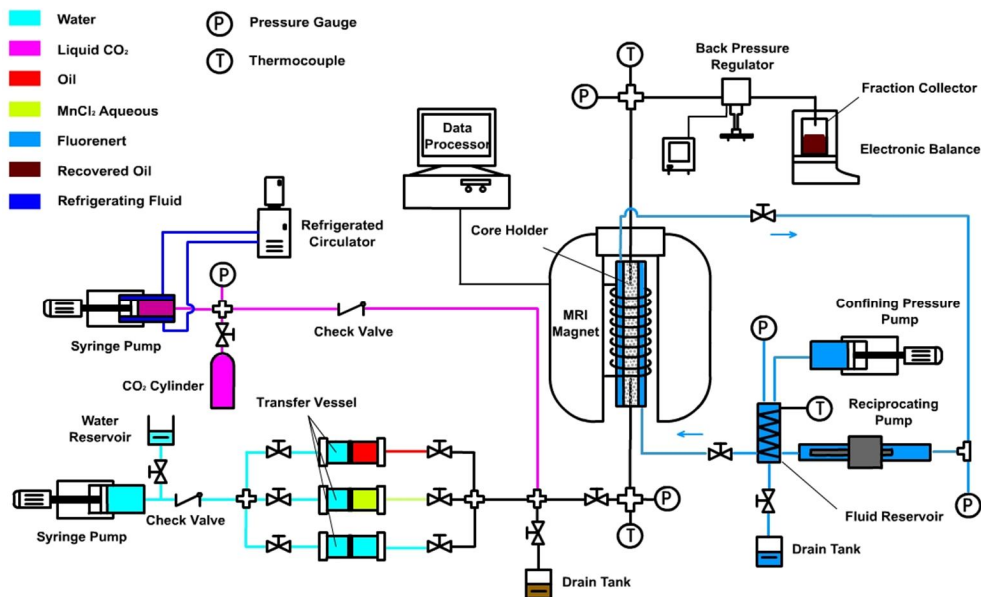 Water
Liquid CO₂
Oil
MnCl₂ Aqueous
Fluorenert
Recovered Oil
Refrigerating Fluid
P
Pressure Gauge
T
Thermocouple
T
P
Back Pressure
Regulator
Fraction Collector
Electronic Balance
Data
Processor
Refrigerated
Circulator
Core Holder
MRI
Magnet
P
Syringe Pump
Check Valve
CO₂ Cylinder
Confining Pressure
Pump
P
T
Reciprocating
Pump
P
Fluid Reservoir
Drain Tank
Water
Reservoir
Transfer Vessel
Syringe Pump
Check Valve
P
T
Drain Tank